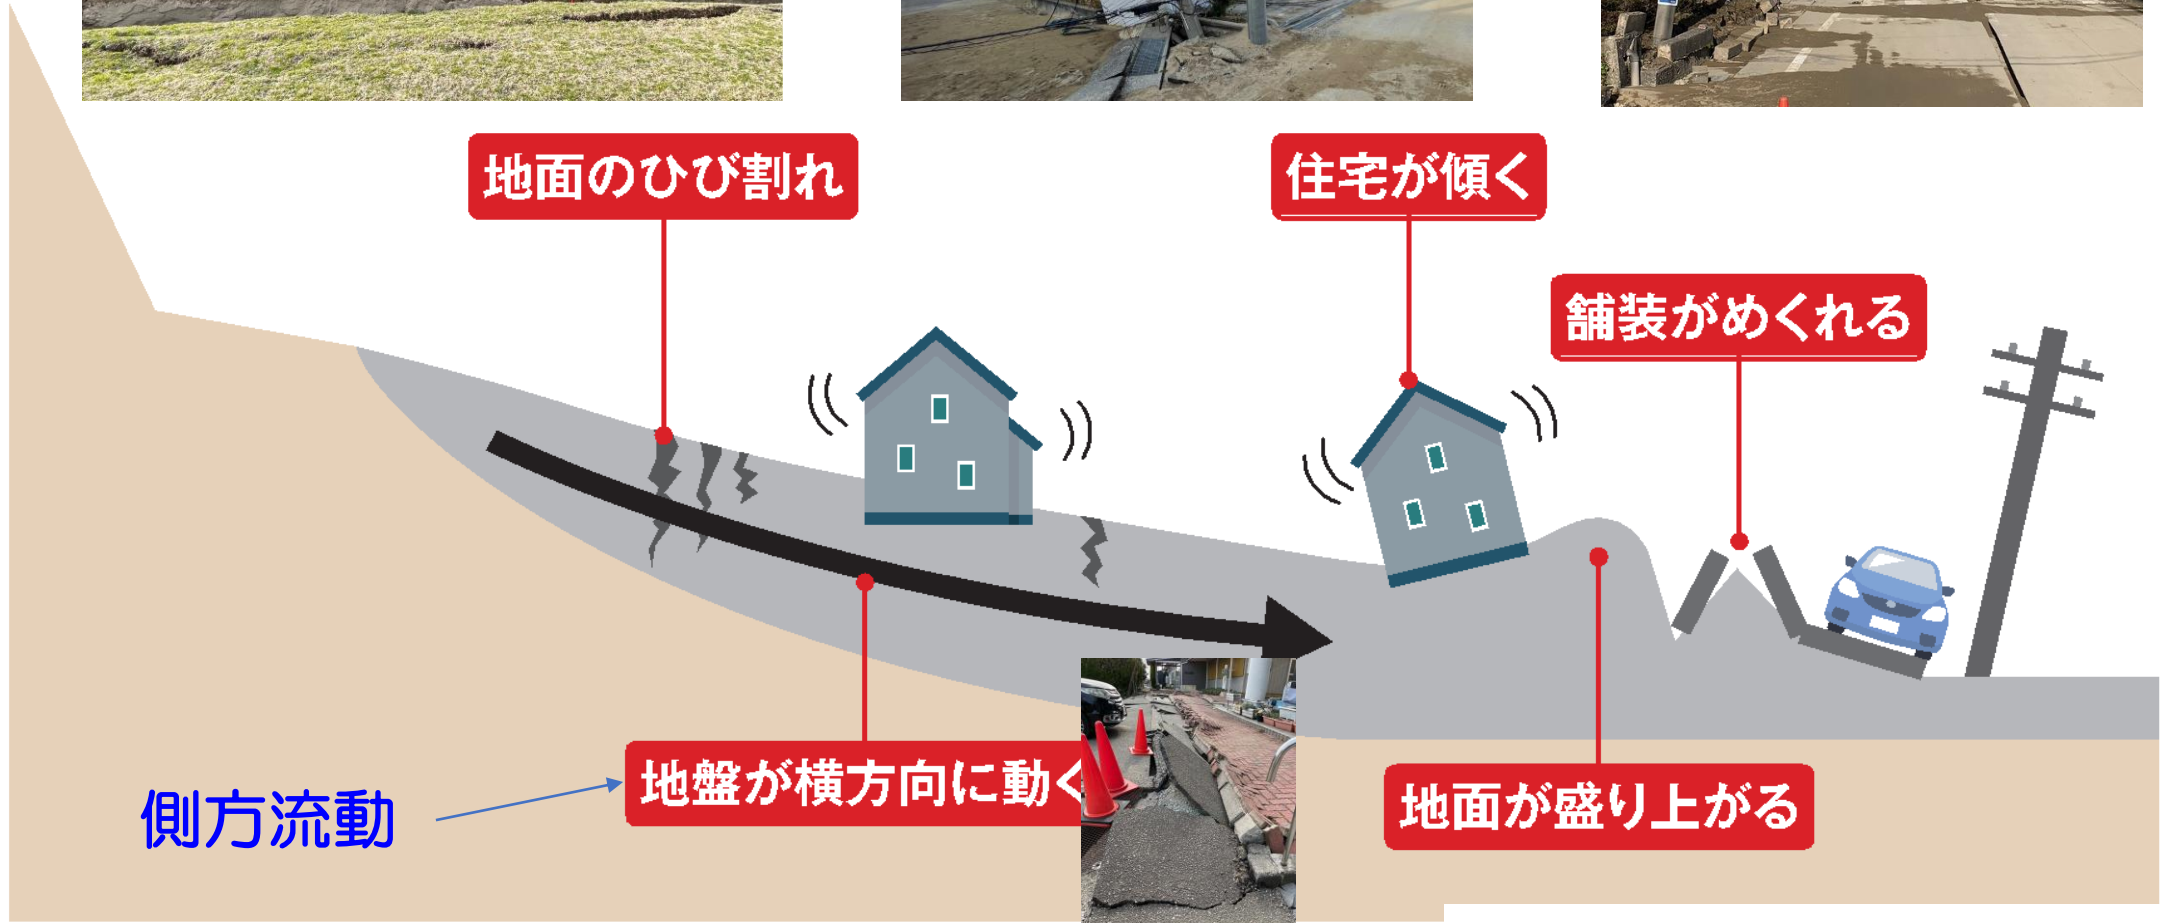 地面のひび割れ
住宅が傾く
舗装がめくれる
地盤が横方向に動く
側方流動
地面が盛り上がる